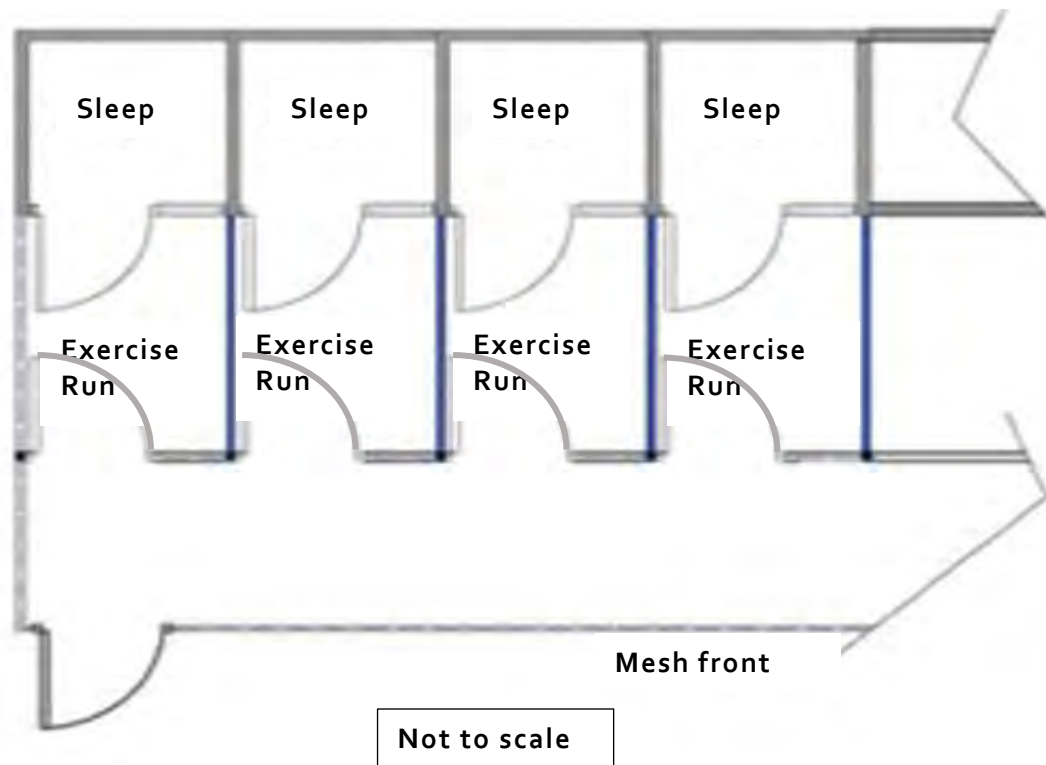 Sleep
Sleep
Sleep
Sleep
Exercise
Run
Exercise
Run
Exercise
Run
Exercise
Run
Mesh front
Not to scale